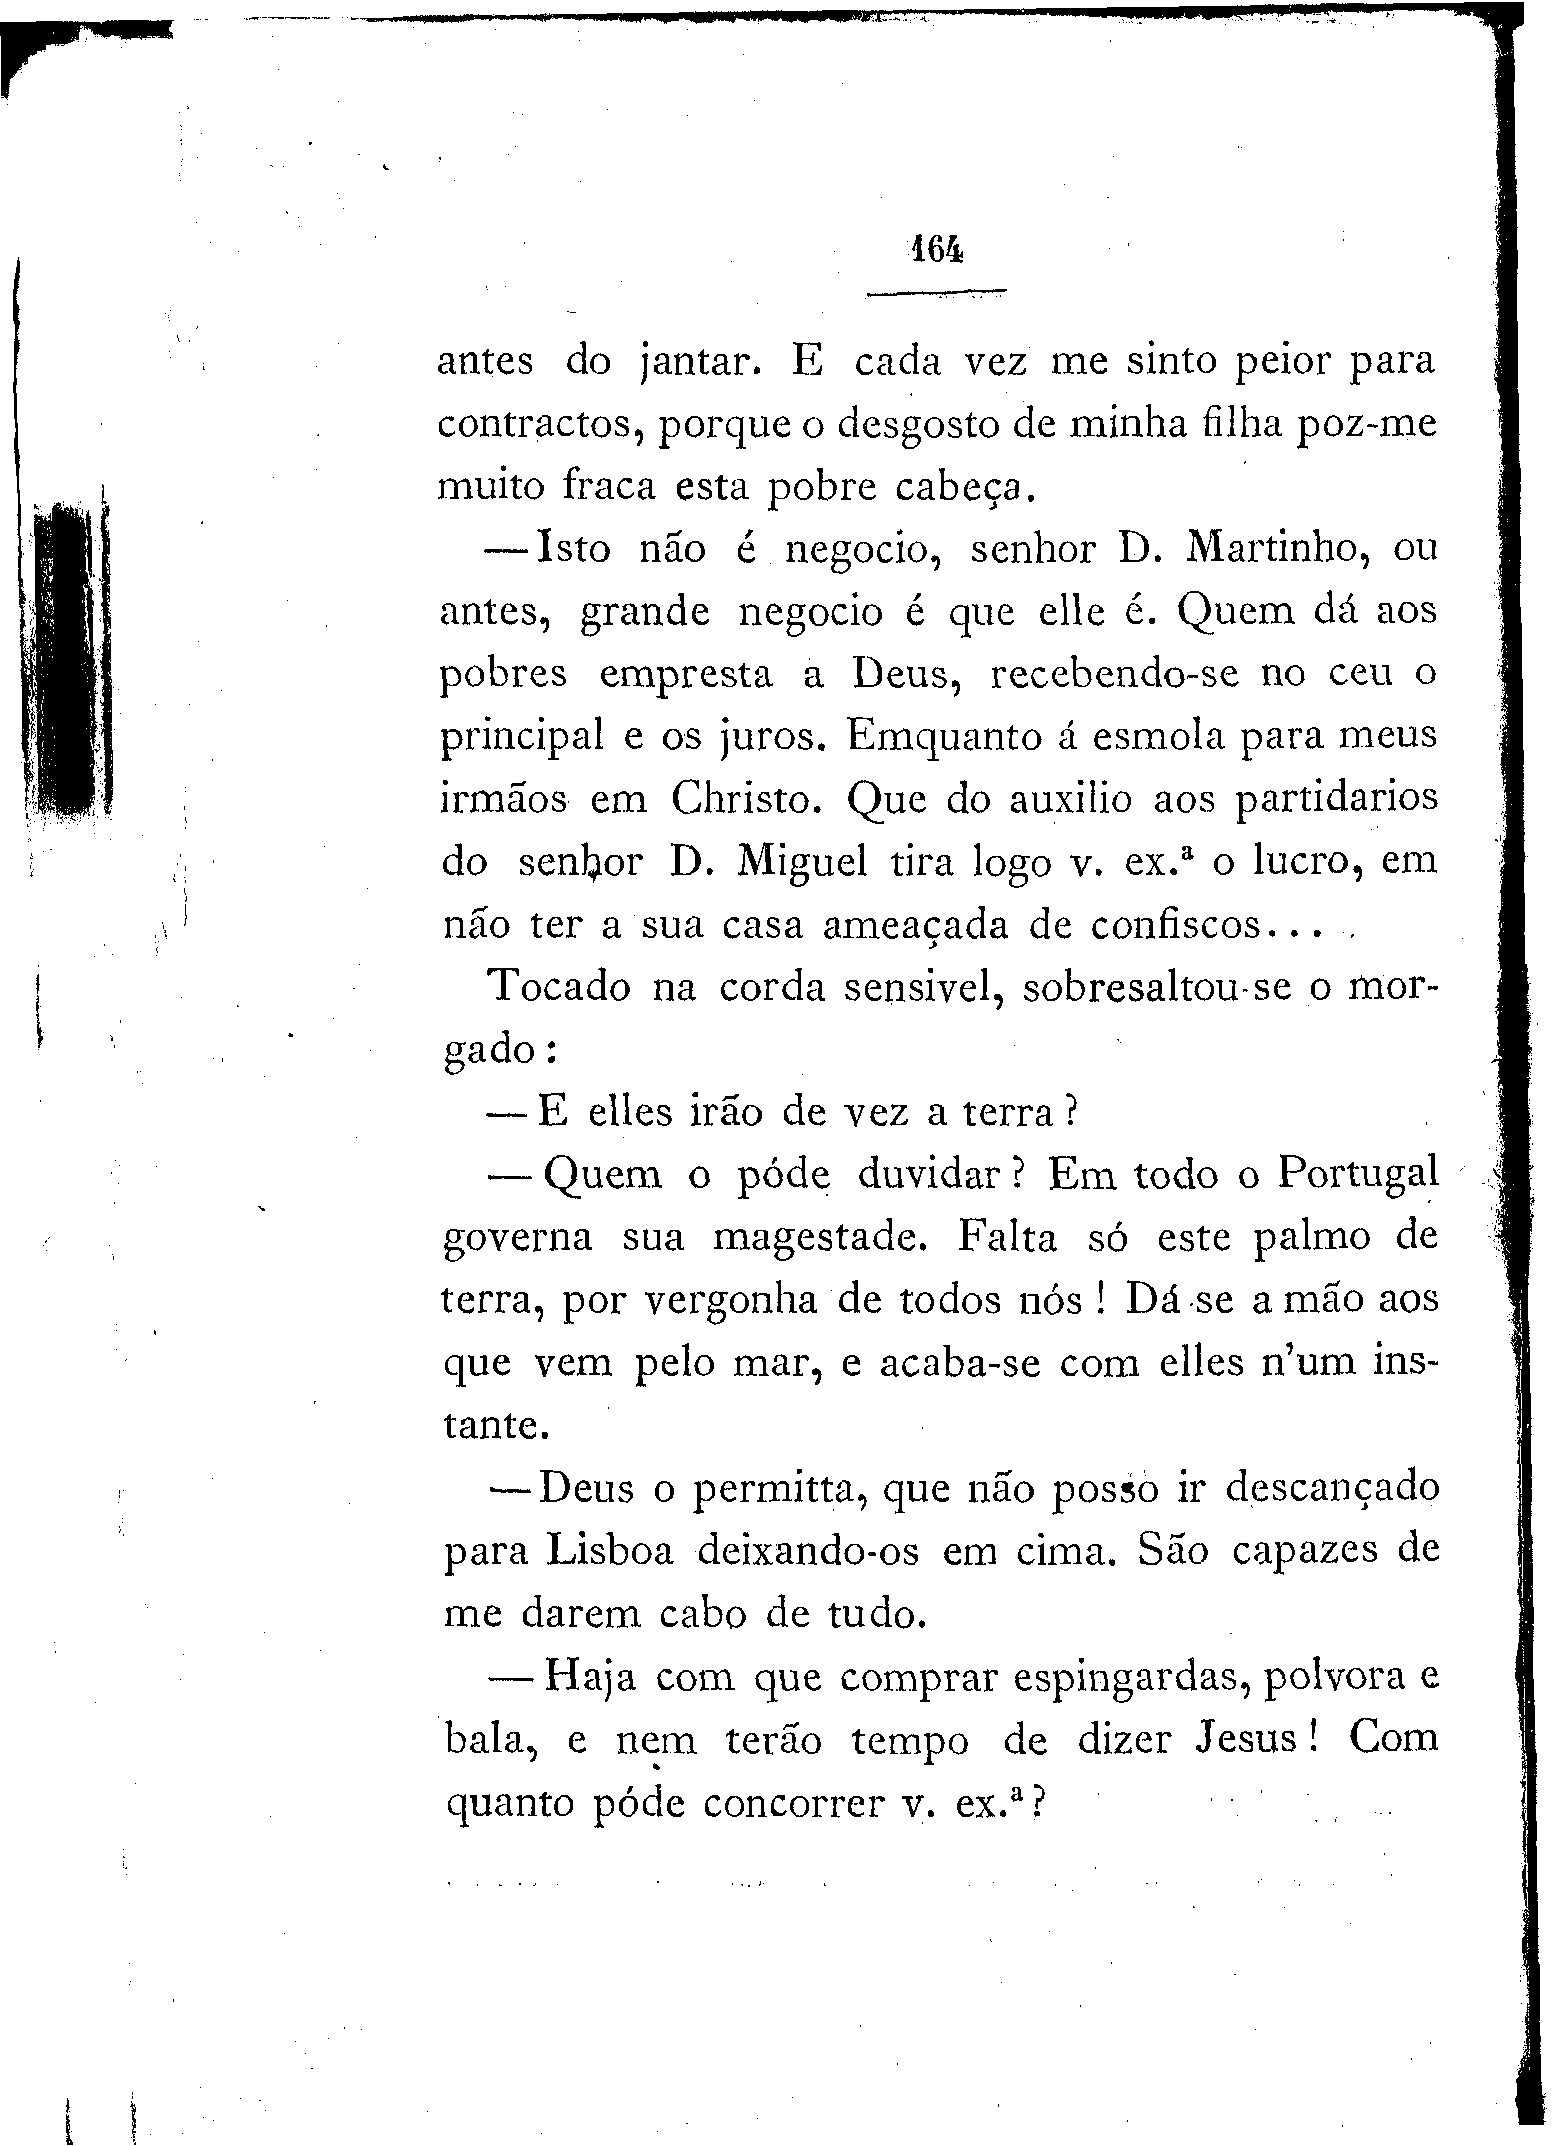 164
antes do jantar. E cada vez me sinto peior para
contractos, porque o desgosto de minha filha poz-me
muito fraca esta pobre cabeça.
—Isto não é negocio, senhor D. Martinho, ou
antes, grande negocio é que elle é. Quem dá aos
pobres empresta a Deus, recebendo-se no ceu o
principal e os juros. Emquanto á esmola para meus
irmãos em Christo. Que do auxilio aos partidarios
do senhor D. Miguel tira logo v. ex.ª o lucro, em
não ter a sua casa ameaçada de confiscos...
Tocado na corda sensivel, sobresaltou-se o mor-
gado:
— E elles irão de vez a terra?
— Quem o póde duvidar? Em todo o Portugal
governa sua magestade. Falta só este palmo de
terra, por vergonha de todos nós! Dá-se a mão aos
que vem pelo mar, e acaba-se com elles n'um ins-
tante.
—Deus o permitta, que não posso ir descançado
para Lisboa deixando-os em cima. São capazes de
me darem cabo de tudo.
— Haja com que comprar espingardas, polvora e
bala, e nem terão tempo de dizer Jesus! Com
quanto póde concorrer v. ex.ª?